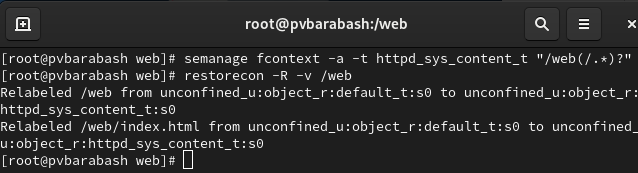 root@pvbarabash:/web
[root@pvbarabash web]# semanage fcontext -a -t httpd_sys_content_t "/web(/.*)?"
[root@pvbarabash web]# restorecon -R -v /web
Relabeled /web from unconfined_u:object_r:default_t:s0 to unconfined_u:object_r:
httpd_sys_content_t:s0
Relabeled /web/index.html from unconfined_u:object_r:default_t:s0 to unconfined_
u:object_r:httpd_sys_content_t:s0
[root@pvbarabash web]#